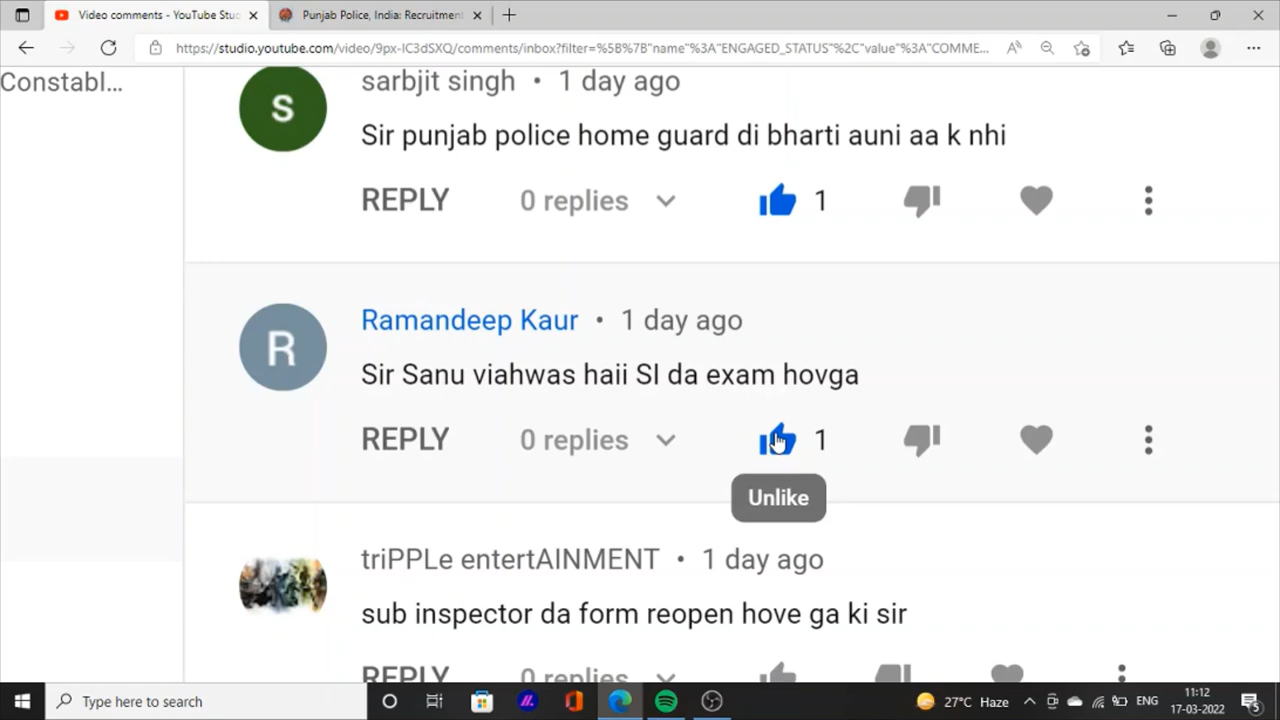 Video comments - YouTube Stu
Punjab Police, India: Recruitment
https://studio.youtube.com/video/9px-IC3dSXQ/comments/inbox?filter=%5B%7B"name"%3A"ENGAGED_STATUS"%2C"value"%3A"COMME...
Constabl...
S
sarbjit singh • 1 day ago
Sir punjab police home guard di bharti auni aa k nhi
REPLY 0 replies 1
R
Ramandeep Kaur • 1 day ago
Sir Sanu viahwas haii SI da exam hovga
REPLY 0 replies 1
Unlike
triPPLe entertAINMENT • 1 day ago
sub inspector da form reopen hove ga ki sir
REPLY 0 replies
Type here to search
27°C Haze
ENG
11:12
17-03-2022
5